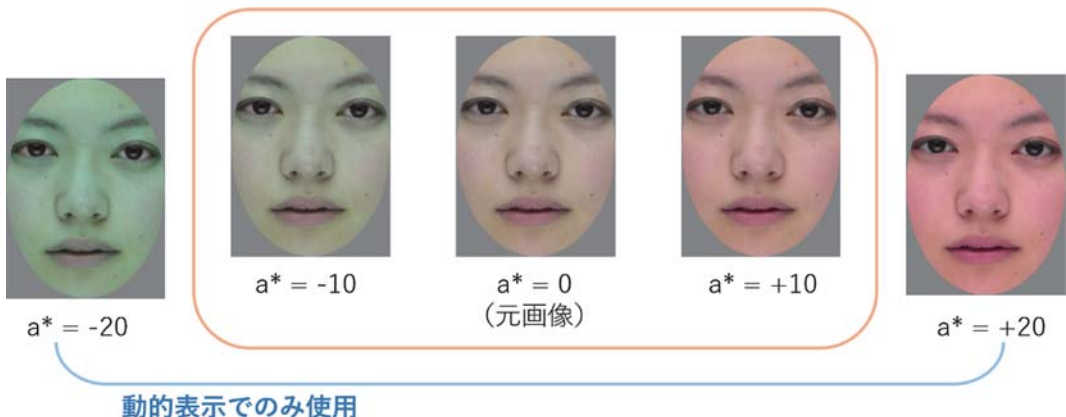 a* = -10
a* = 0
(元画像)
a* = +10
a* = -20
a* = +20
動的表示でのみ使用